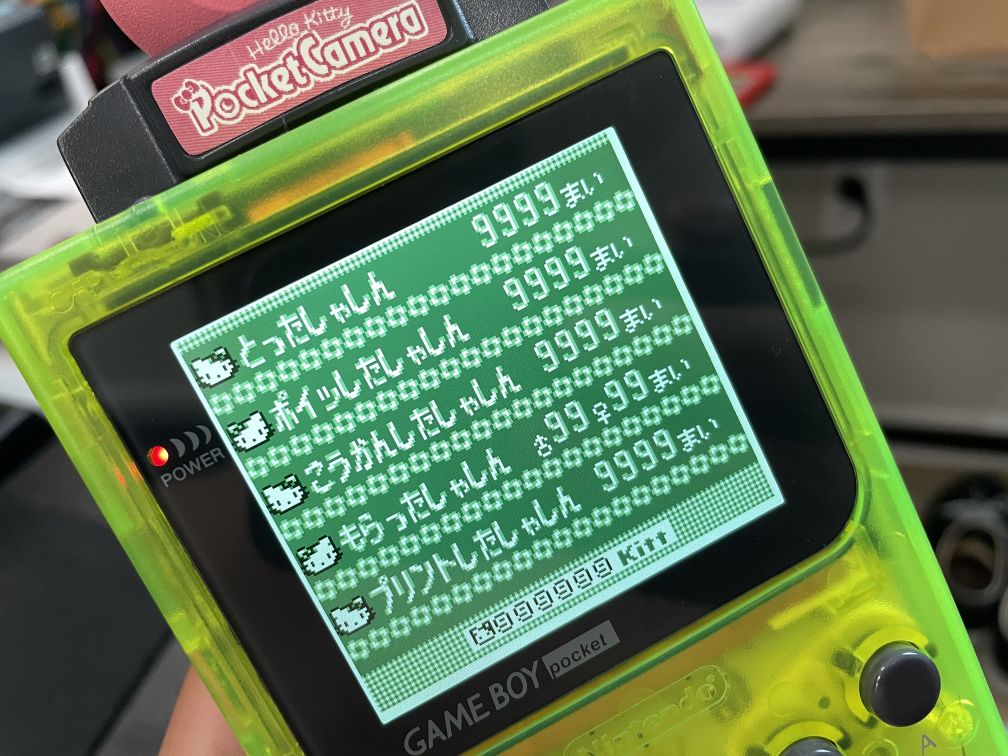 Hello Kitty
PocketCamera
とったしゃしん 9999まい
ポイッしたしゃしん 9999まい
こうかんしたしゃしん 9999まい
もらったしゃしん ♂99 ♀99まい
プリントしたしゃしん 9999まい
9999999 Kitt
POWER
GAME BOY pocket
Nintendo
A